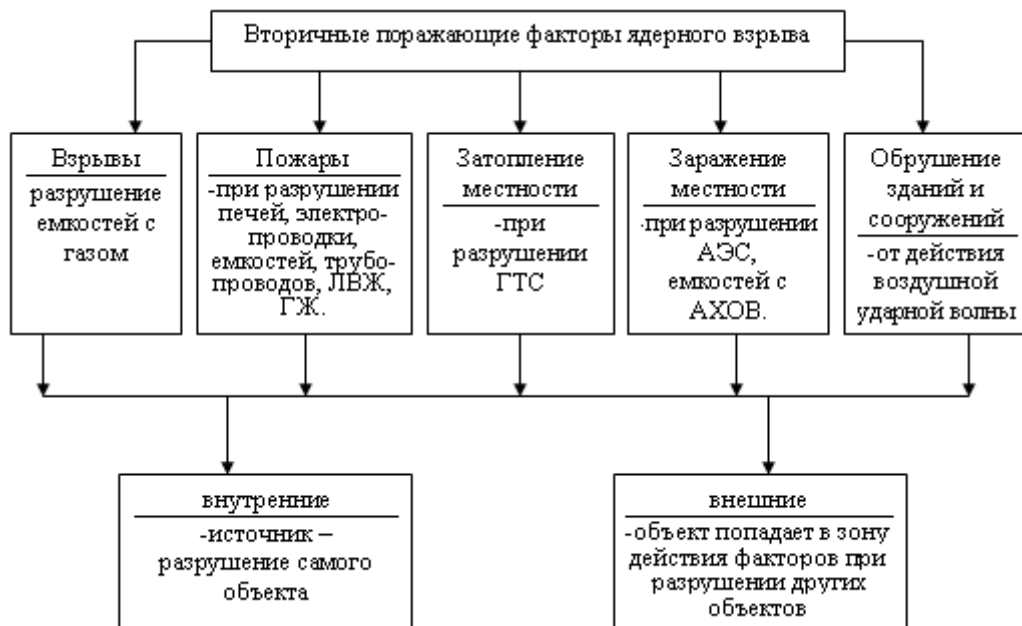 Вторичные поражающие факторы ядерного взрыва
Взрывы
разрушение
емкостей с
газом
Пожары
-при разрушении
печей, электро-
проводки,
емкостей, трубо-
проводов, ЛВЖ,
ГЖ.
Затопление
местности
-при
разрушении
ГТС
Заражение
местности
-при разрушении
АЭС,
емкостей с
АХОВ.
Обрушение
зданий и
сооружений
-от действия
воздушной
ударной волны
внутренние
-источник –
разрушение самого
объекта
внешние
-объект попадает в зону
действия факторов при
разрушении других
объектов